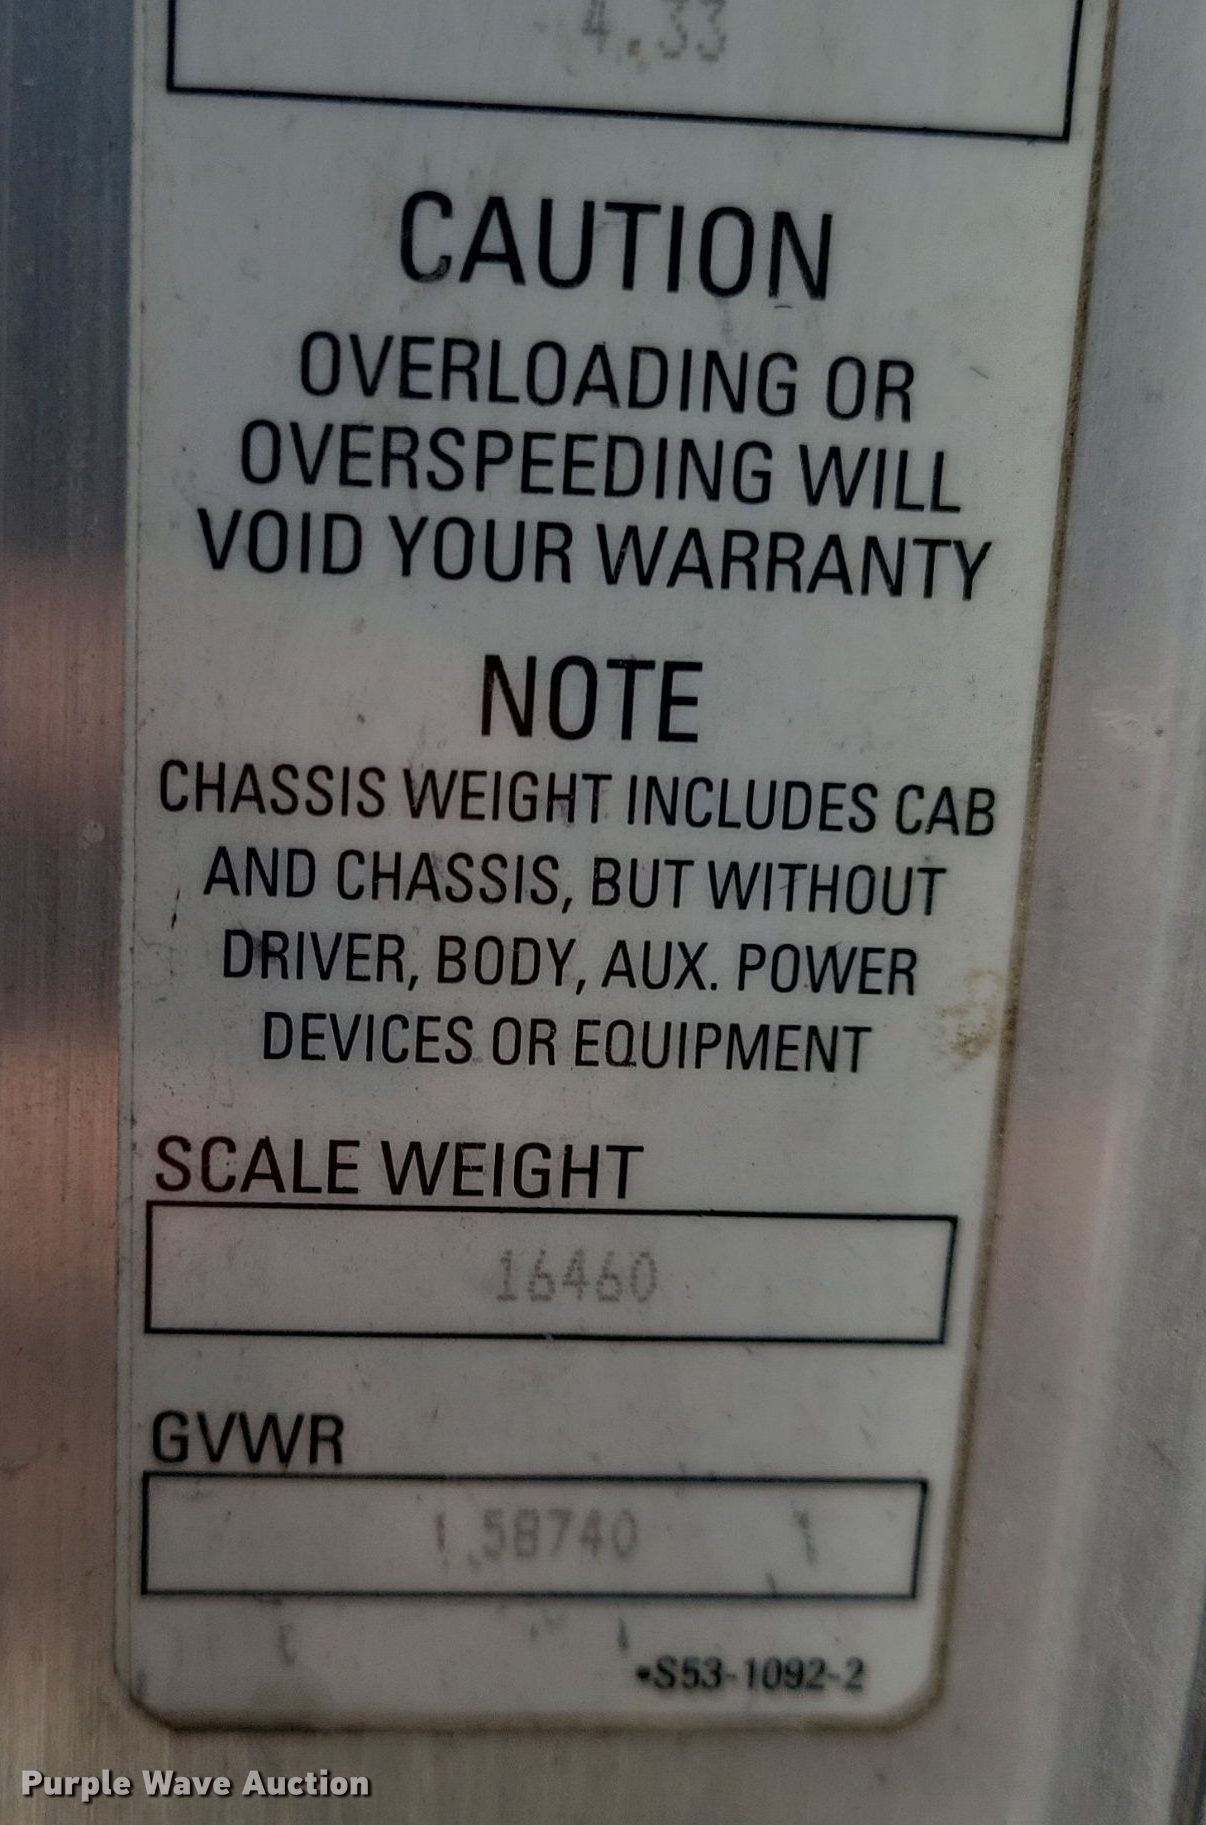 4.33
CAUTION
OVERLOADING OR
OVERSPEEDING WILL
VOID YOUR WARRANTY
NOTE
CHASSIS WEIGHT INCLUDES CAB
AND CHASSIS, BUT WITHOUT
DRIVER, BODY, AUX. POWER
DEVICES OR EQUIPMENT
SCALE WEIGHT
16460
GVWR
58740
•S53-1092-2
Purple Wave Auction